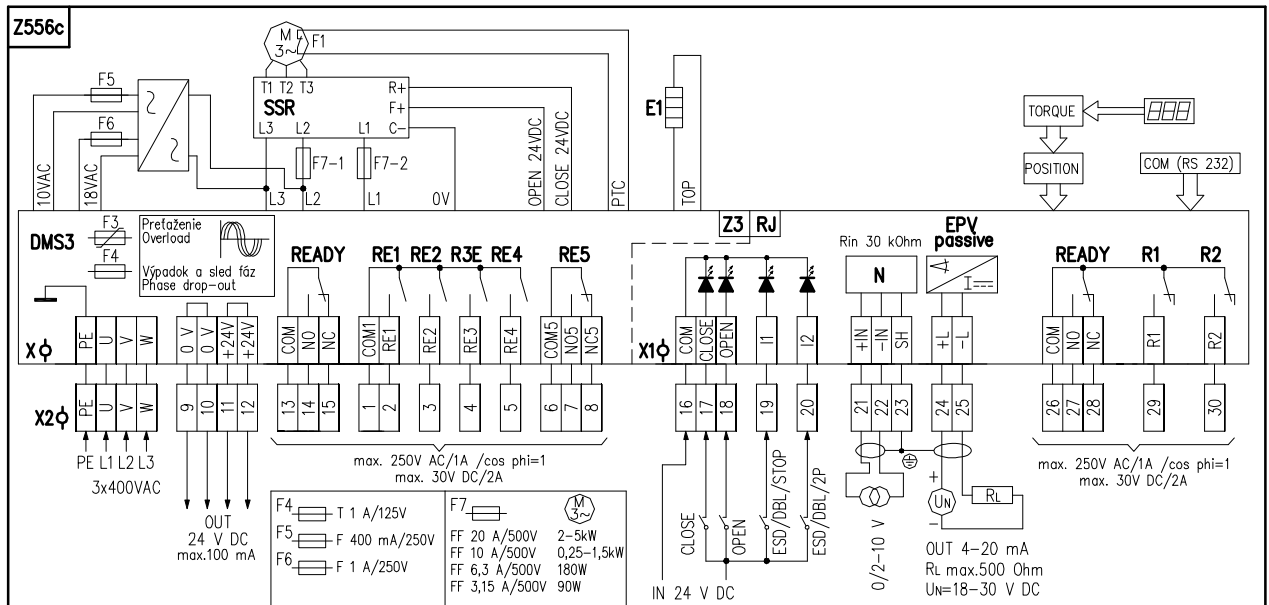 Z556c
M
3~
F1
F5
T1 T2 T3
R+
SSR
F+
E1
L3 L2 L1 C-
F6
F7-1
F7-2
TORQUE
POSITION
COM (RS 232)
10VAC
18VAC
L3
L2
L1
0V
OPEN 24VDC
CLOSE 24VDC
PTC
TOP
DMS3
F3
F4
Preťaženie
Overload
Výpadok a sled fáz
Phase drop-out
READY
RE1 RE2 R3E RE4
RE5
Z3 RJ
Rin 30 kOhm
N
EPV
passive
I
READY
R1
R2
X
PE U V W
0 V 0 V +24V +24V
COM NO NC
COM1 RE1
RE2
RE3
RE4
COM5 NO5 NC5
X1
COM CLOSE OPEN
I1
I2
+IN -IN SH
+L -L
COM NO NC
R1
R2
X2
PE U V W
9 10 11 12
13 14 15
1 2
3
4
5
6 7 8
16 17 18
19
20
21 22 23
24 25
26 27 28
29
30
PE L1 L2 L3
3x400VAC
OUT
24 V DC
max.100 mA
max. 250V AC/1A /cos phi=1
max. 30V DC/2A
F4 T 1 A/125V
F5 F 400 mA/250V
F6 F 1 A/250V
F7
M
3~
FF 20 A/500V 2-5kW
FF 10 A/500V 0,25-1,5kW
FF 6,3 A/500V 180W
FF 3,15 A/500V 90W
CLOSE
OPEN
ESD/DBL/STOP
ESD/DBL/2P
IN 24 V DC
0/2-10 V
+
UN
-
RL
OUT 4-20 mA
RL max.500 Ohm
UN=18-30 V DC
max. 250V AC/1A /cos phi=1
max. 30V DC/2A